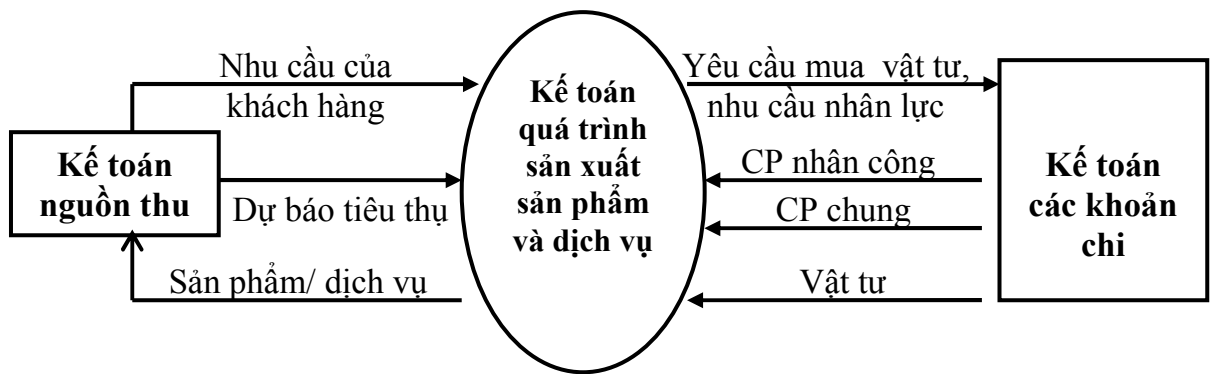 Nhu cầu của
khách hàng
Kế toán
nguồn thu
Dự báo tiêu thụ
Sản phẩm/ dịch vụ
Kế toán
quá trình
sản xuất
sản phẩm
và dịch vụ
Yêu cầu mua vật tư,
nhu cầu nhân lực
CP nhân công
CP chung
Vật tư
Kế toán
các khoản
chi